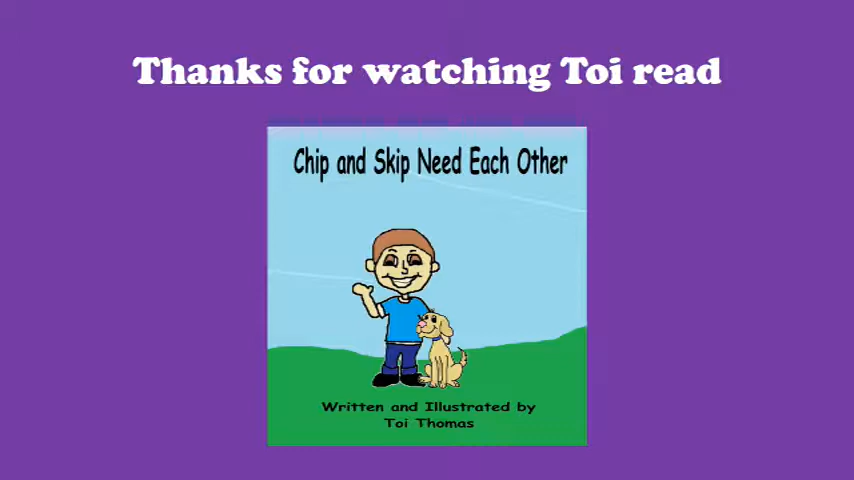 Thanks for watching Toi read
Chip and Skip Need Each Other
Written and Illustrated by
Toi Thomas